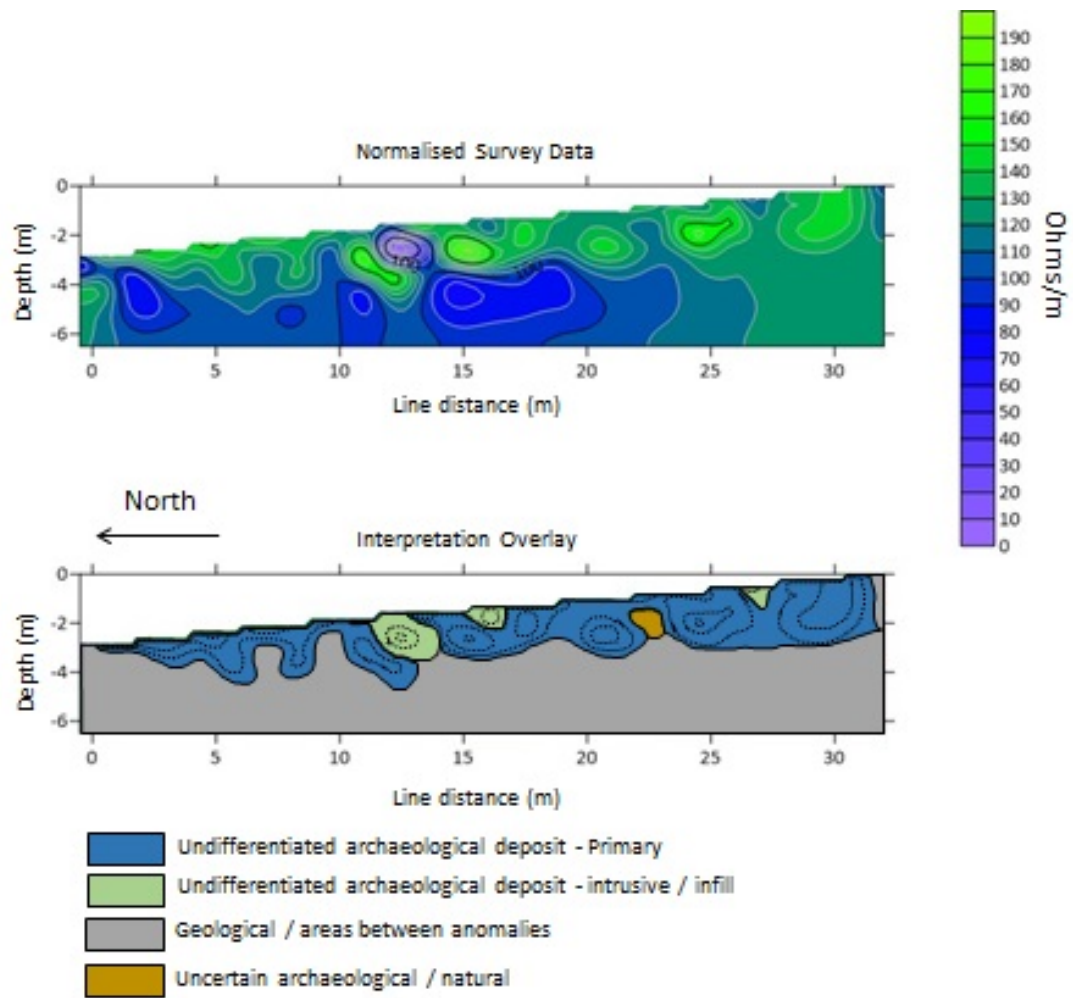 Normalised Survey Data
0
-2
-4
-6
Depth (m)
0 5 10 15 20 25 30
Line distance (m)
100
100
190
180
170
160
150
140
130
120
110
100
90
80
70
60
50
40
30
20
10
0
Ohms/m
North
Interpretation Overlay
0
-2
-4
-6
Depth (m)
0 5 10 15 20 25 30
Line distance (m)
Undifferentiated archaeological deposit - Primary
Undifferentiated archaeological deposit - intrusive / infill
Geological / areas between anomalies
Uncertain archaeological / natural